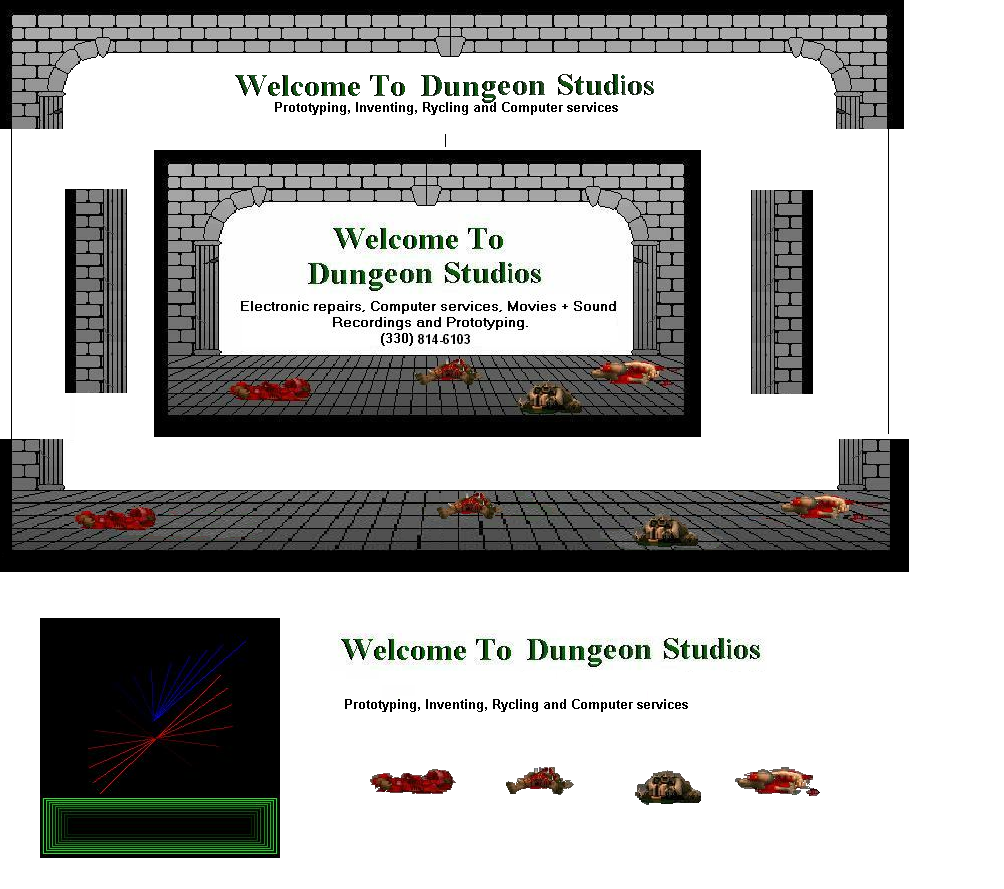 Welcome To Dungeon Studios
Prototyping, Inventing, Rycling and Computer services
Welcome To
Dungeon Studios
Electronic repairs, Computer services, Movies + Sound
Recordings and Prototyping.
(330) 814-6103
Welcome To Dungeon Studios
Prototyping, Inventing, Rycling and Computer services